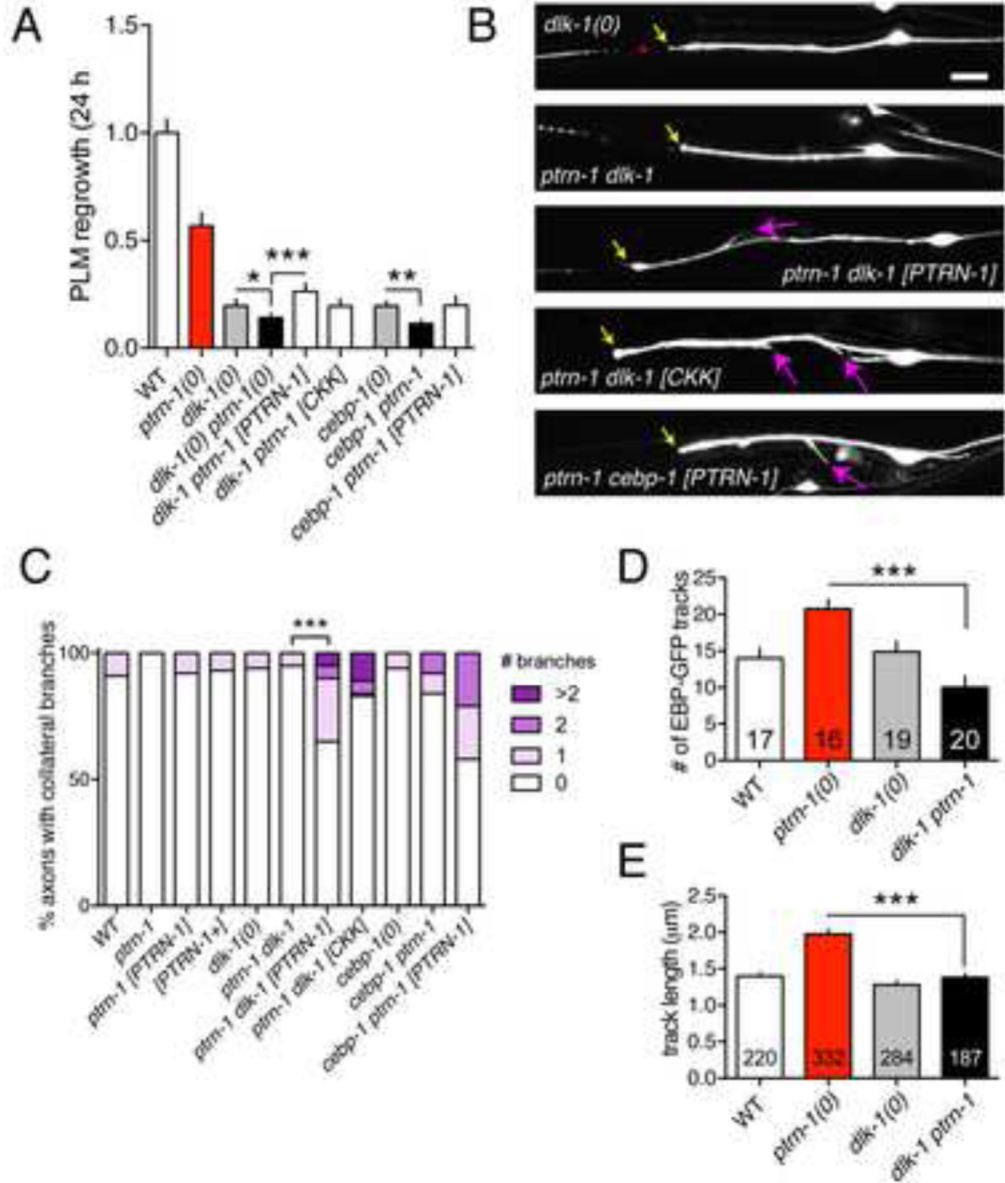 A
PLM regrowth (24 h
1.5
1.0
0.5
0.0
*
***
**
WT
ptrn-1(0)
dlk-1(0)
dlk-1(0) ptrn-1(0)
dlk-1 ptrn-1 [PTRN-1]
dlk-1 ptrn-1 [CKK]
cebp-1(0)
cebp-1 ptrn-1
cebp-1 ptrn-1 [PTRN-1]
B
dlk-1(0)
ptrn-1 dlk-1
ptrn-1 dlk-1 [PTRN-1]
ptrn-1 dlk-1 [CKK]
ptrn-1 cebp-1 [PTRN-1]
C
% axons with collateral branches
100
50
0
***
# branches
>2
2
1
0
WT
ptrn-1
ptrn-1 [PTRN-1]
[PTRN-1+]
dlk-1(0)
ptrn-1 dlk-1
ptrn-1 dlk-1 [PTRN-1]
ptrn-1 dlk-1 [CKK]
cebp-1(0)
cebp-1 ptrn-1
cebp-1 ptrn-1 [PTRN-1]
D
# of EBP-GFP tracks
25
20
15
10
5
0
***
17
16
19
20
WT
ptrn-1(0)
dlk-1(0)
dlk-1 ptrn-1
E
track length (μm)
2.5
2.0
1.5
1.0
0.5
0.0
***
220
332
284
187
WT
ptrn-1(0)
dlk-1(0)
dlk-1 ptrn-1